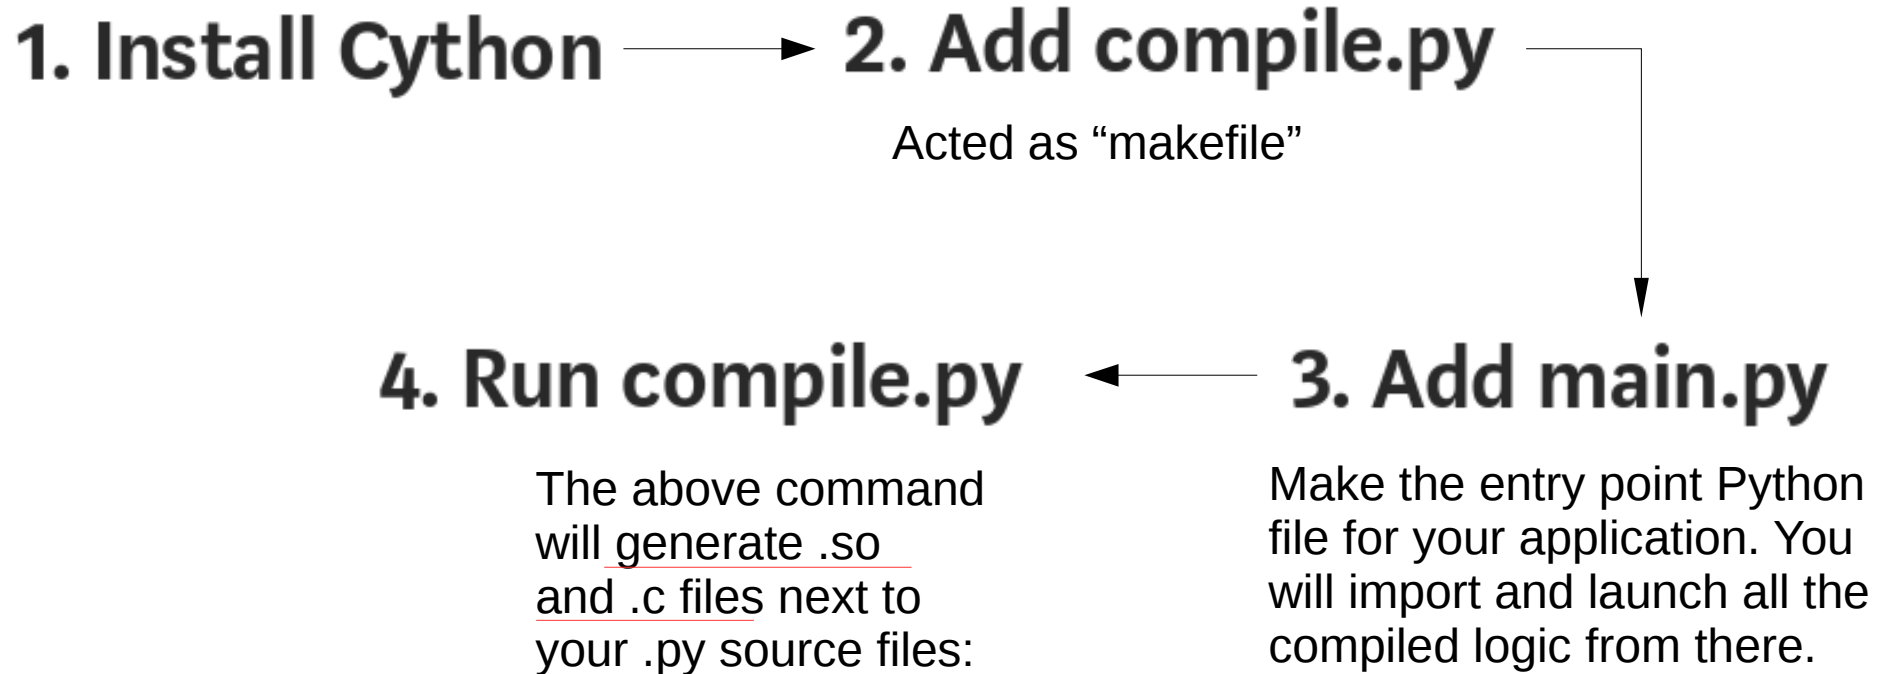 1. Install Cython
2. Add compile.py
Acted as “makefile”
3. Add main.py
Make the entry point Python
file for your application. You
will import and launch all the
compiled logic from there.
4. Run compile.py
The above command
will generate .so
and .c files next to
your .py source files: